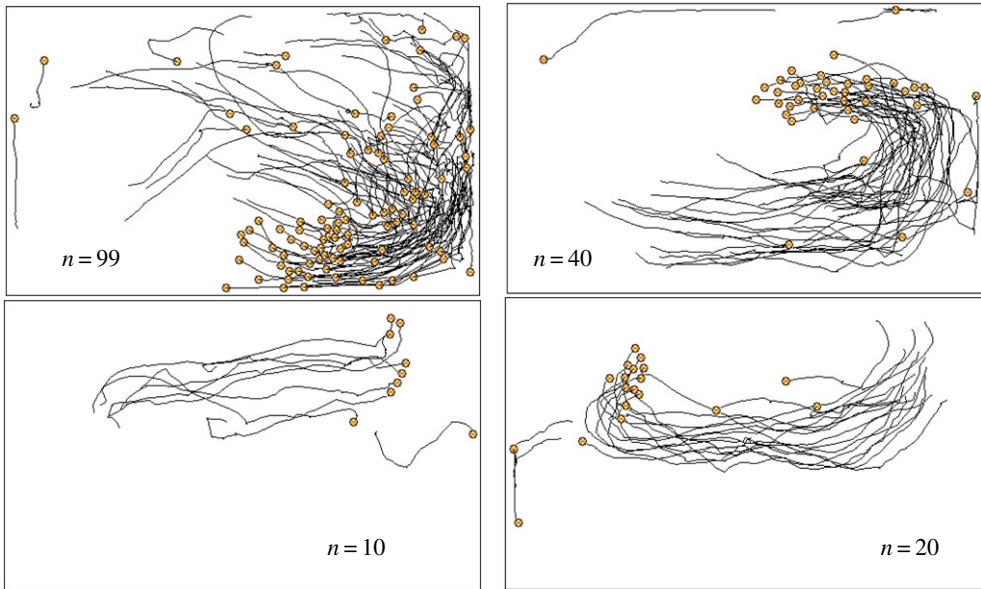 n = 99
n = 40
n = 10
n = 20